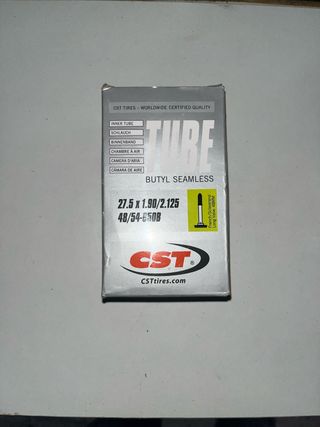 CST TIRES - WORLDWIDE CERTIFIED QUALITY
INNER TUBE
SCHLAUCH
BINNENBAND
CHAMBRE À AIR
CAMERA D'ARIA
CÁMARA DE AIRE
TUBE
BUTYL SEAMLESS
27.5 x 1.90/2.125
48/54-650B
CST®
CSTtires.com